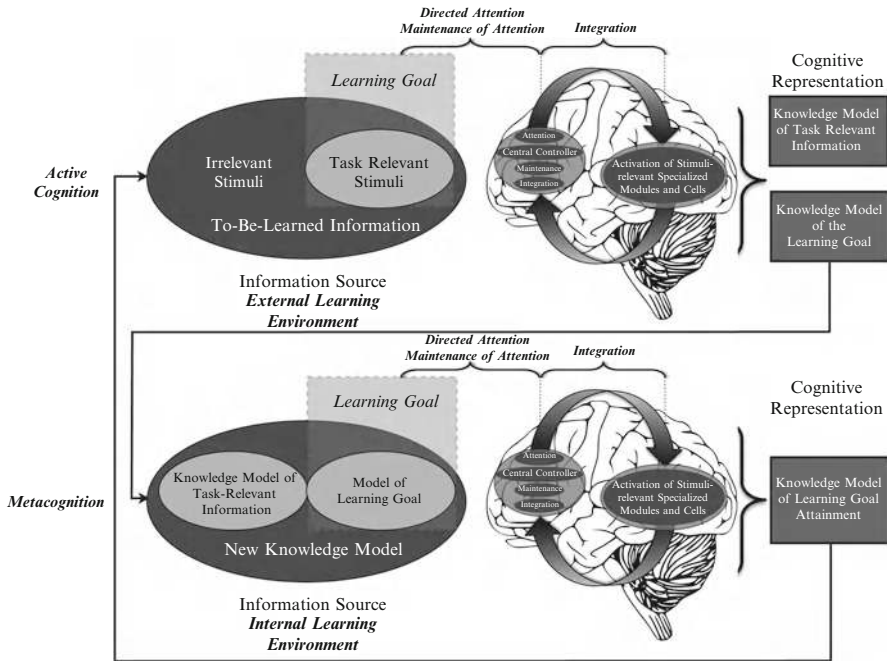 Directed Attention
Maintenance of Attention
Integration
Learning Goal
Irrelevant
Stimuli
Task Relevant
Stimuli
To-Be-Learned Information
Active
Cognition
Information Source
External Learning
Environment
Attention
Central Controller
Maintenance
Integration
Activation of Stimuli-
relevant Specialized
Modules and Cells
Cognitive
Representation
Knowledge Model
of Task Relevant
Information
Knowledge Model
of the
Learning Goal
Directed Attention
Maintenance of Attention
Integration
Learning Goal
Knowledge Model of
Task-Relevant
Information
Model of
Learning Goal
New Knowledge Model
Metacognition
Information Source
Internal Learning
Environment
Attention
Central Controller
Maintenance
Integration
Activation of Stimuli-
relevant Specialized
Modules and Cells
Cognitive
Representation
Knowledge Model
of Learning Goal
Attainment